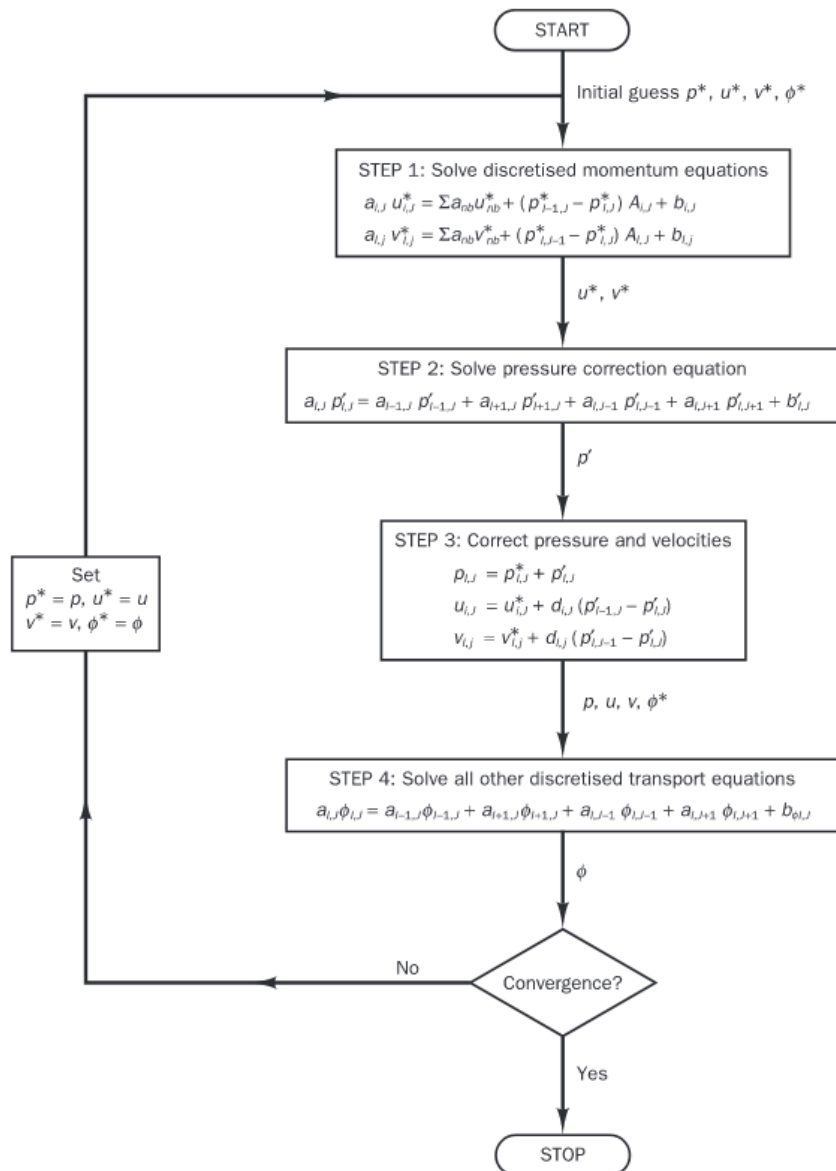 START
Initial guess p*, u*, v*, ϕ*
STEP 1: Solve discretised momentum equations
a_{i,J} u*_{i,J} = Σa_{nb}u*_{nb} + (p*_{I-1,J} − p*_{I,J}) A_{i,J} + b_{i,J}
a_{I,j} v*_{I,j} = Σa_{nb}v*_{nb} + (p*_{I,J-1} − p*_{I,J}) A_{I,J} + b_{I,j}
u*, v*
STEP 2: Solve pressure correction equation
a_{I,J} p′_{I,J} = a_{I-1,J} p′_{I-1,J} + a_{I+1,J} p′_{I+1,J} + a_{I,J-1} p′_{I,J-1} + a_{I,J+1} p′_{I,J+1} + b′_{I,J}
p′
STEP 3: Correct pressure and velocities
p_{I,J} = p*_{I,J} + p′_{I,J}
u_{i,J} = u*_{i,J} + d_{i,J} (p′_{I-1,J} − p′_{I,J})
v_{I,j} = v*_{I,j} + d_{I,j} (p′_{I,J-1} − p′_{I,J})
Set
p* = p, u* = u
v* = v, ϕ* = ϕ
p, u, v, ϕ*
STEP 4: Solve all other discretised transport equations
a_{I,J}ϕ_{I,J} = a_{I-1,J}ϕ_{I-1,J} + a_{I+1,J}ϕ_{I+1,J} + a_{I,J-1} ϕ_{I,J-1} + a_{I,J+1} ϕ_{I,J+1} + b_{ϕI,J}
ϕ
No
Convergence?
Yes
STOP